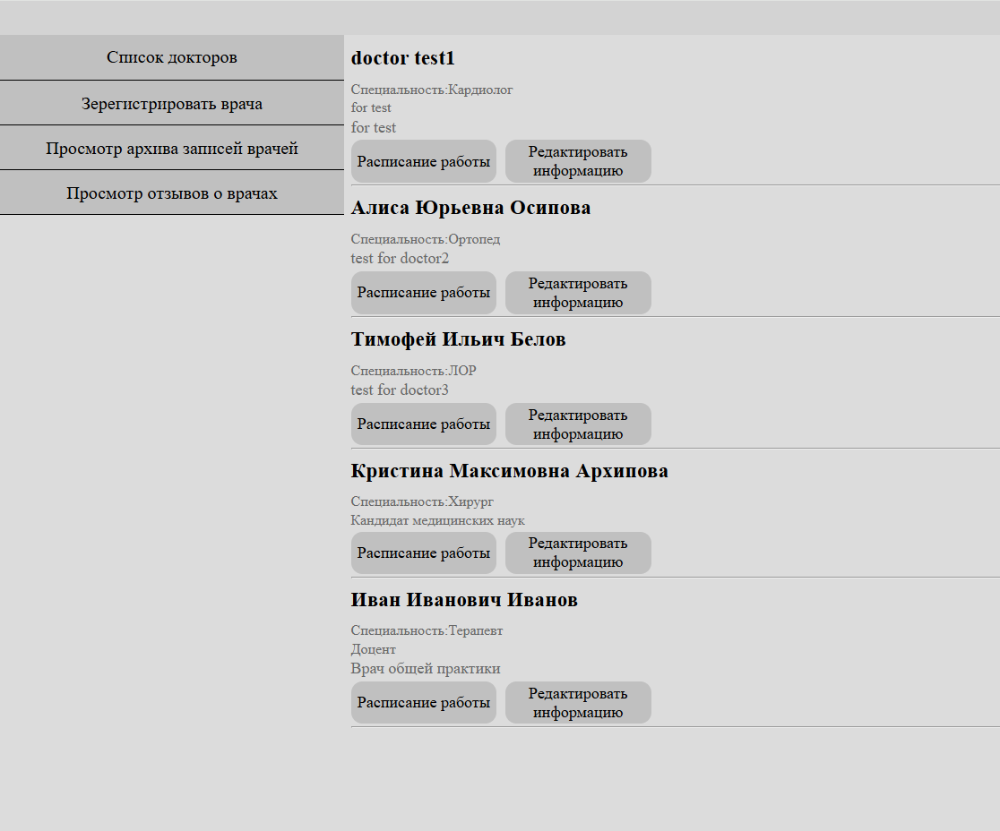 Список докторов
Зерегистрировать врача
Просмотр архива записей врачей
Просмотр отзывов о врачах
doctor test1
Специальность:Кардиолог
for test
for test
Расписание работы
Редактировать
информацию
Алиса Юрьевна Осипова
Специальность:Ортопед
test for doctor2
Расписание работы
Редактировать
информацию
Тимофей Ильич Белов
Специальность:ЛОР
test for doctor3
Расписание работы
Редактировать
информацию
Кристина Максимовна Архипова
Специальность:Хирург
Кандидат медицинских наук
Расписание работы
Редактировать
информацию
Иван Иванович Иванов
Специальность:Терапевт
Доцент
Врач общей практики
Расписание работы
Редактировать
информацию